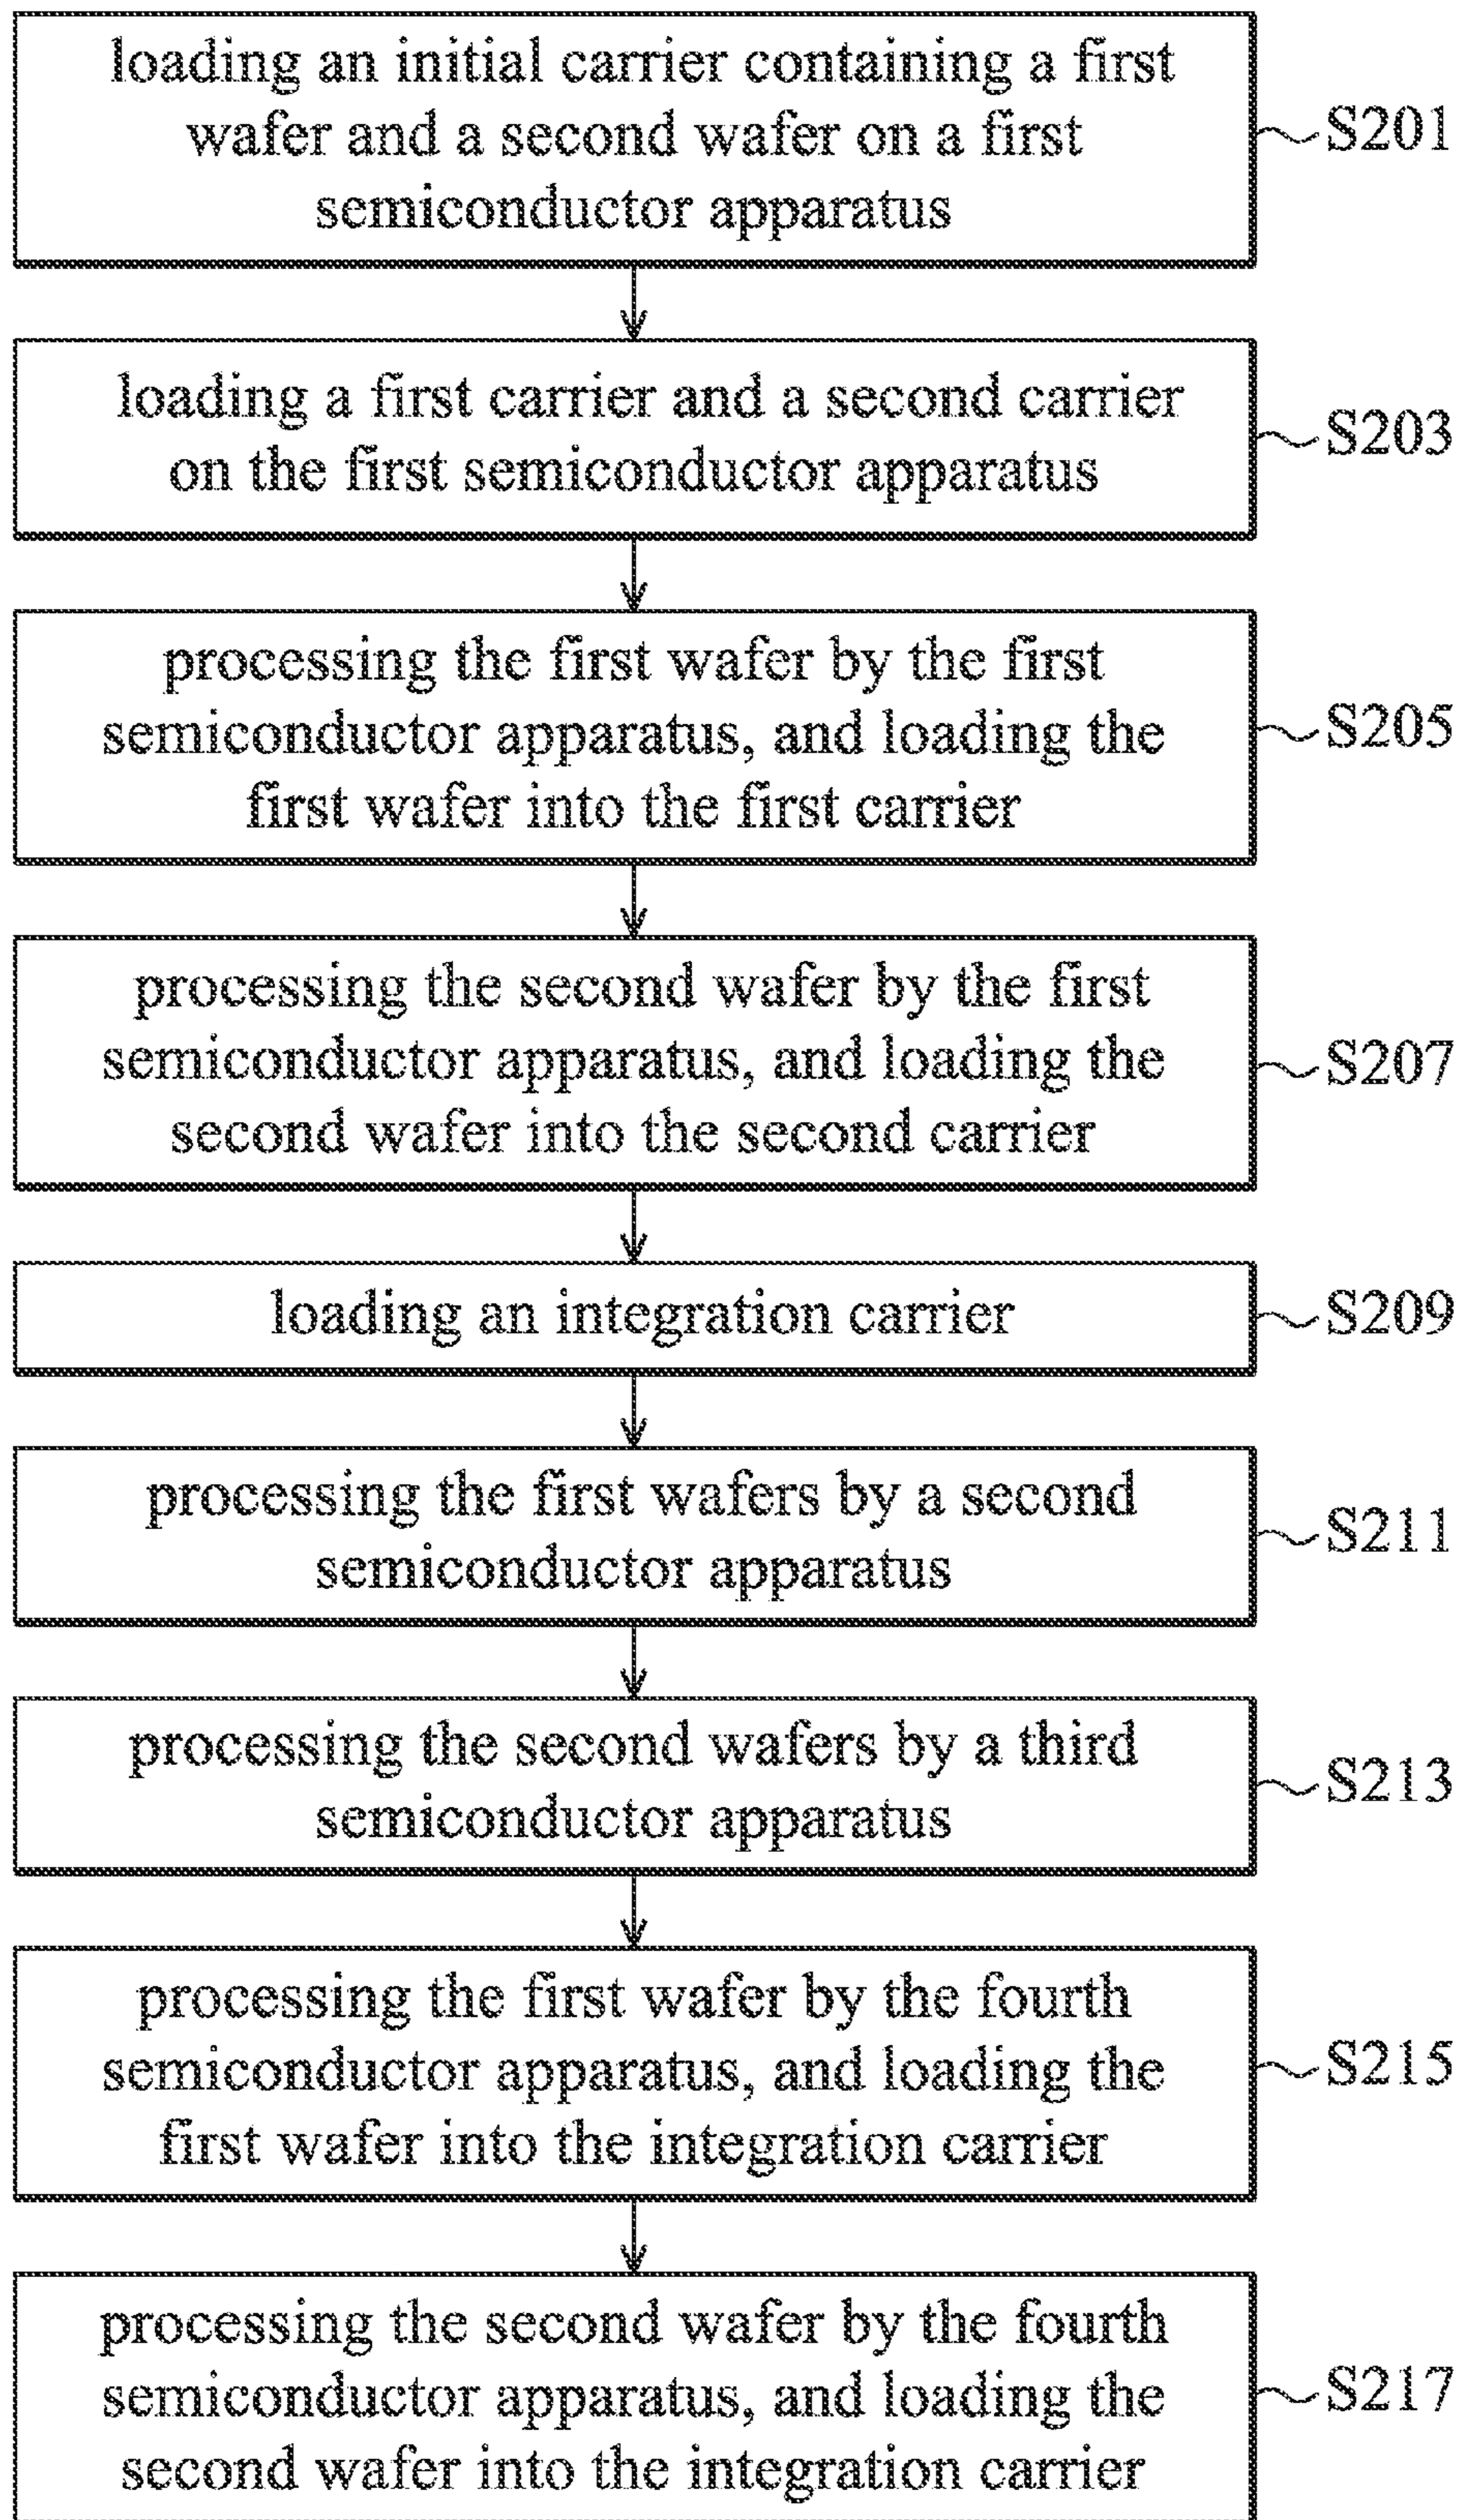 loading an initial carrier containing a first
wafer and a second wafer on a first
semiconductor apparatus
S201
loading a first carrier and a second carrier
on the first semiconductor apparatus
S203
processing the first wafer by the first
semiconductor apparatus, and loading the
first wafer into the first carrier
S205
processing the second wafer by the first
semiconductor apparatus, and loading the
second wafer into the second carrier
S207
loading an integration carrier
S209
processing the first wafers by a second
semiconductor apparatus
S211
processing the second wafers by a third
semiconductor apparatus
S213
processing the first wafer by the fourth
semiconductor apparatus, and loading the
first wafer into the integration carrier
S215
processing the second wafer by the fourth
semiconductor apparatus, and loading the
second wafer into the integration carrier
S217